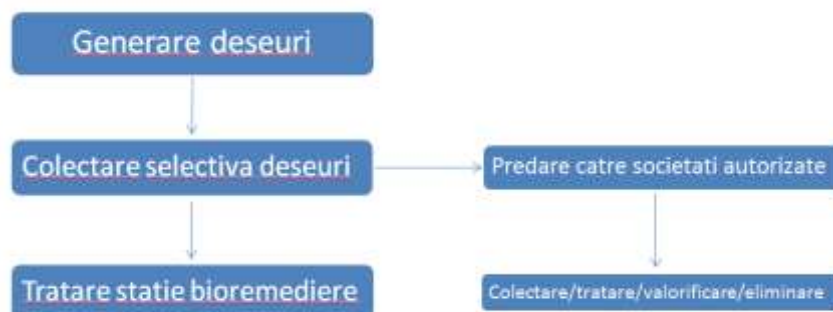 Generare deseuri
Colectare selectiva deseuri
Predare catre societati autorizate
Tratare statie bioremediere
Colectare/tratare/valorificare/eliminare